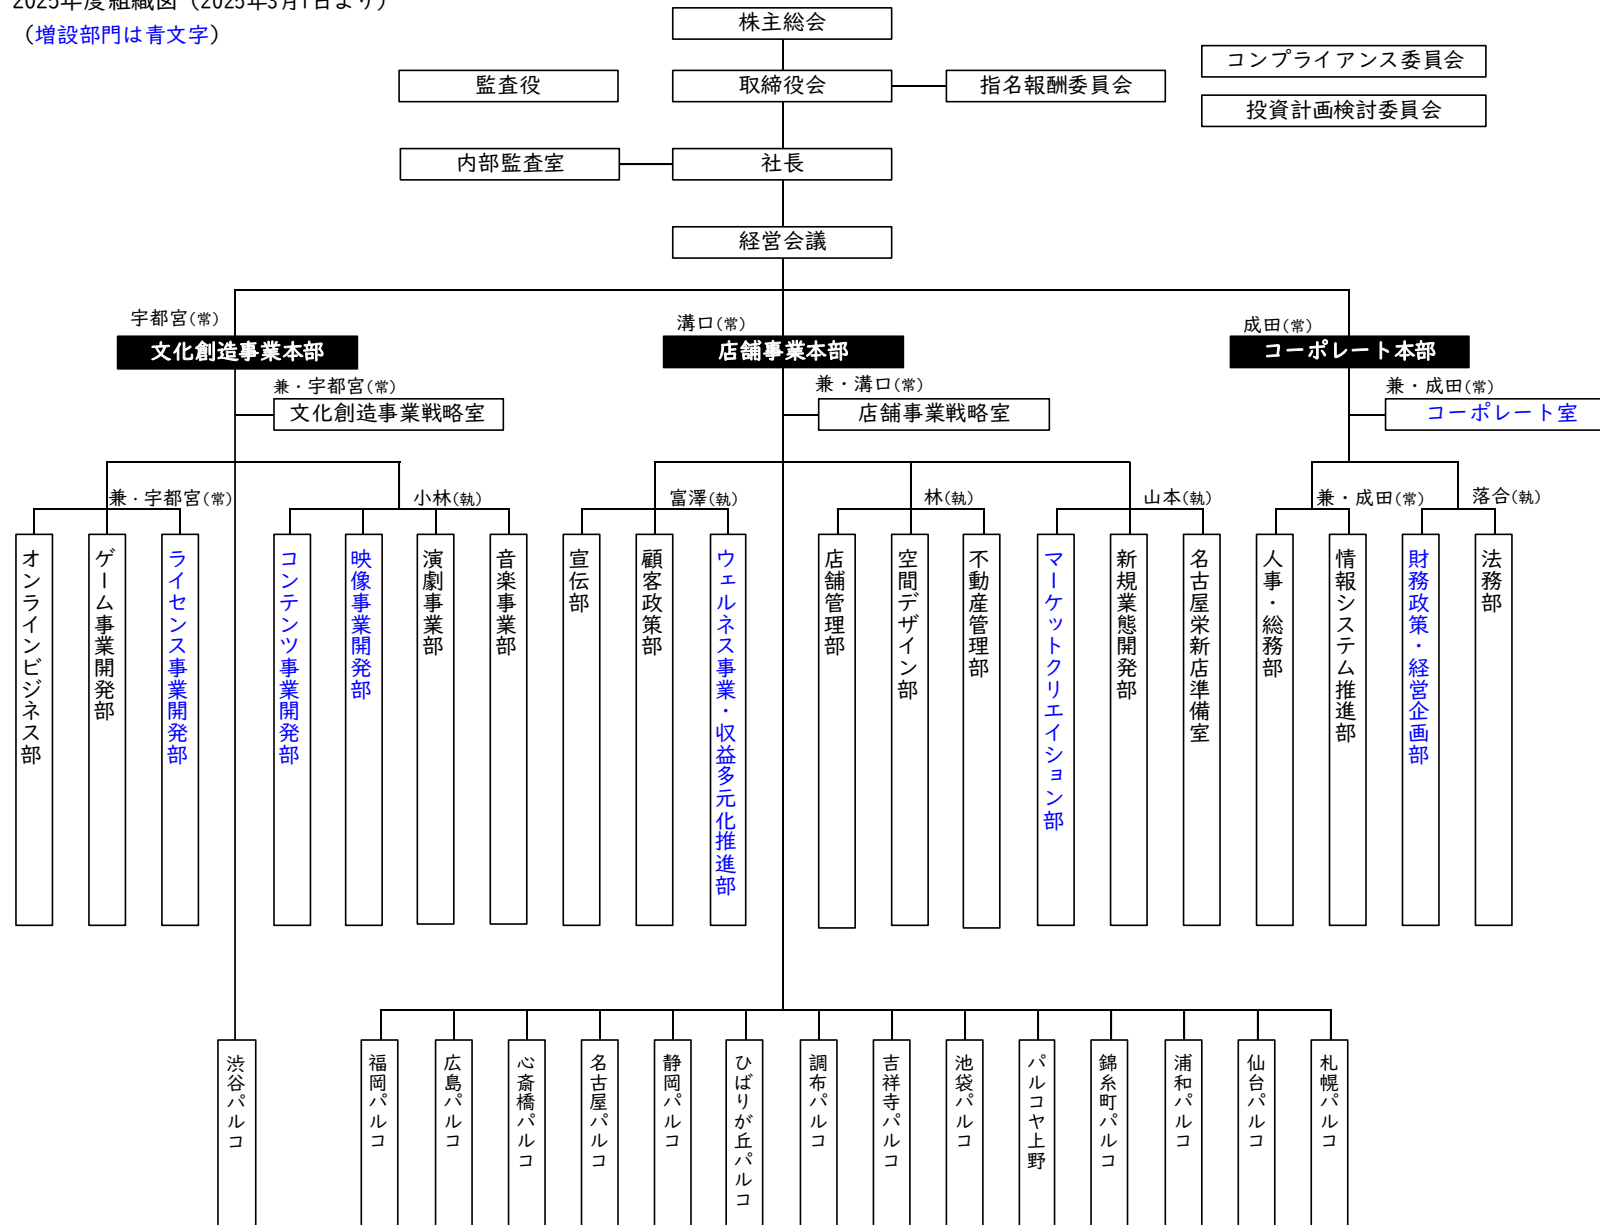 2025年度組織図（2025年3月1日より）
（増設部門は青文字）
株主総会
監査役
取締役会
指名報酬委員会
コンプライアンス委員会
投資計画検討委員会
内部監査室
社長
経営会議
宇都宮(常)
文化創造事業本部
溝口(常)
店舗事業本部
成田(常)
コーポレート本部
兼・宇都宮(常)
文化創造事業戦略室
兼・溝口(常)
店舗事業戦略室
兼・成田(常)
コーポレート室
兼・宇都宮(常)
小林(執)
富澤(執)
林(執)
山本(執)
兼・成田(常)
落合(執)
オンラインビジネス部
ゲーム事業開発部
ライセンス事業開発部
コンテンツ事業開発部
映像事業開発部
演劇事業部
音楽事業部
宣伝部
顧客政策部
ウェルネス事業・収益多元化推進部
店舗管理部
空間デザイン部
不動産管理部
マーケットクリエイション部
新規業態開発部
名古屋栄新店準備室
人事・総務部
情報システム推進部
財務政策・経営企画部
法務部
渋谷パルコ
福岡パルコ
広島パルコ
心斎橋パルコ
名古屋パルコ
静岡パルコ
ひばりが丘パルコ
調布パルコ
吉祥寺パルコ
池袋パルコ
パルコヤ上野
錦糸町パルコ
浦和パルコ
仙台パルコ
札幌パルコ